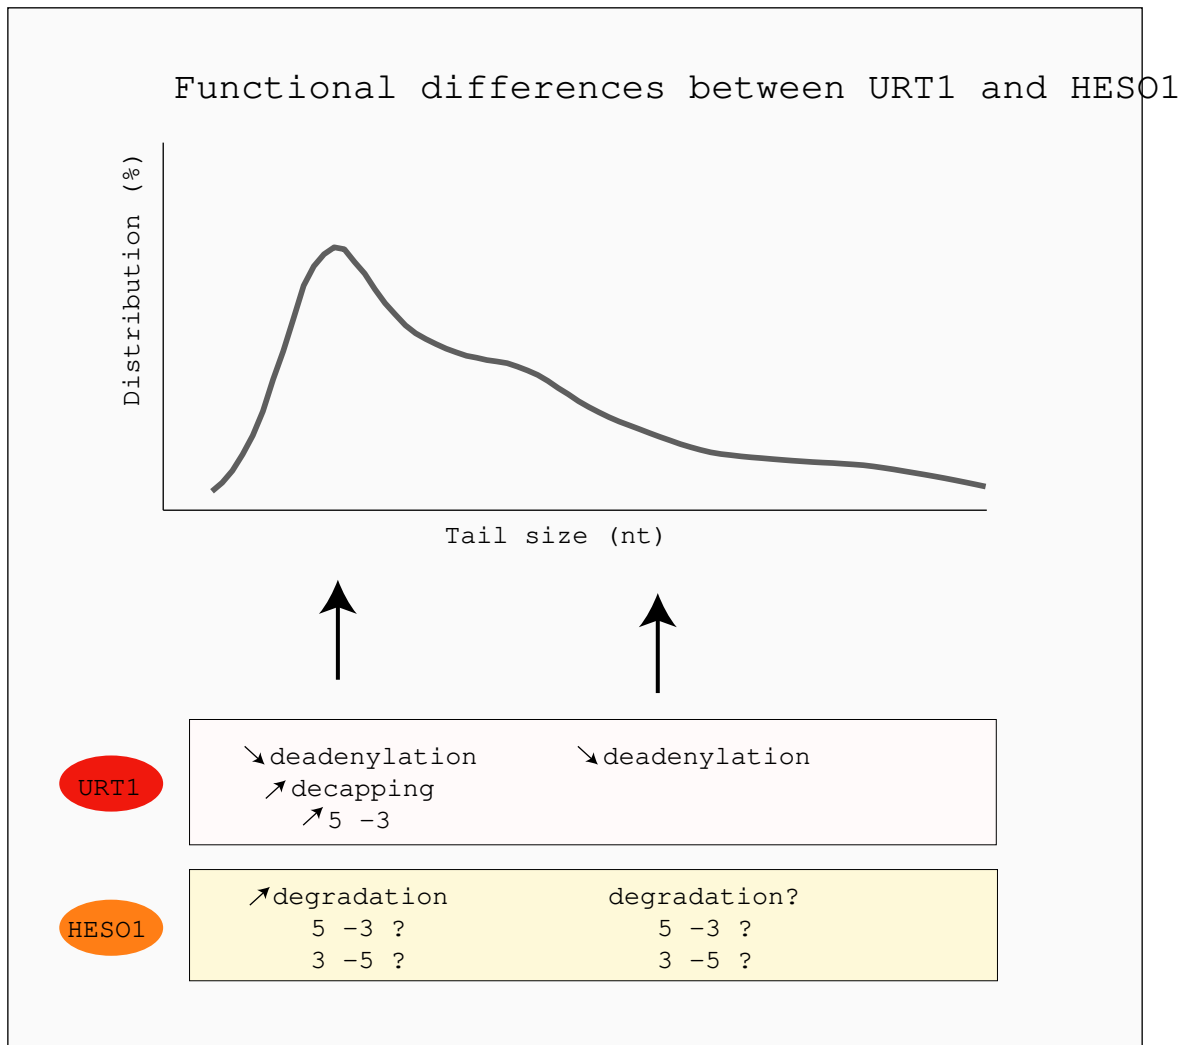 Functional differences between URT1 and HESO1
Distribution (%)
Tail size (nt)
URT1
↘deadenylation ↘deadenylation
↗decapping
↗5 -3
HESO1
↗degradation degradation?
5 -3 ? 5 -3 ?
3 -5 ? 3 -5 ?